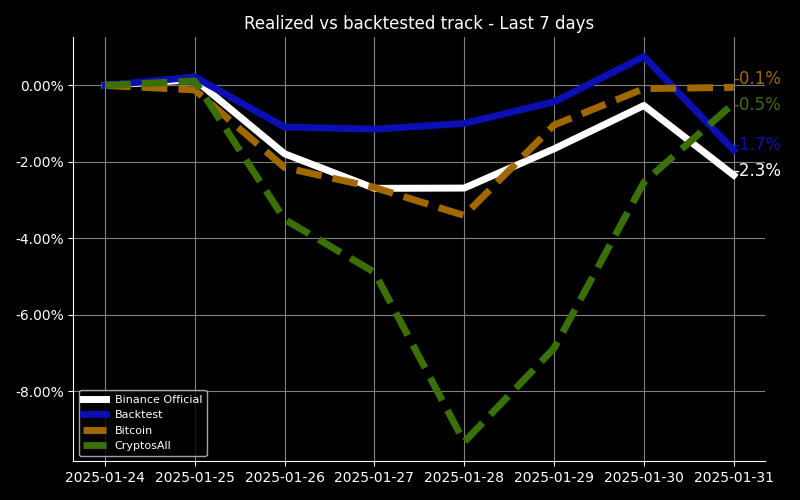 Realized vs backtested track - Last 7 days
0.00%
-2.00%
-4.00%
-6.00%
-8.00%
-0.1%
-0.5%
-1.7%
-2.3%
Binance Official
Backtest
Bitcoin
CryptosAll
2025-01-24 2025-01-25 2025-01-26 2025-01-27 2025-01-28 2025-01-29 2025-01-30 2025-01-31